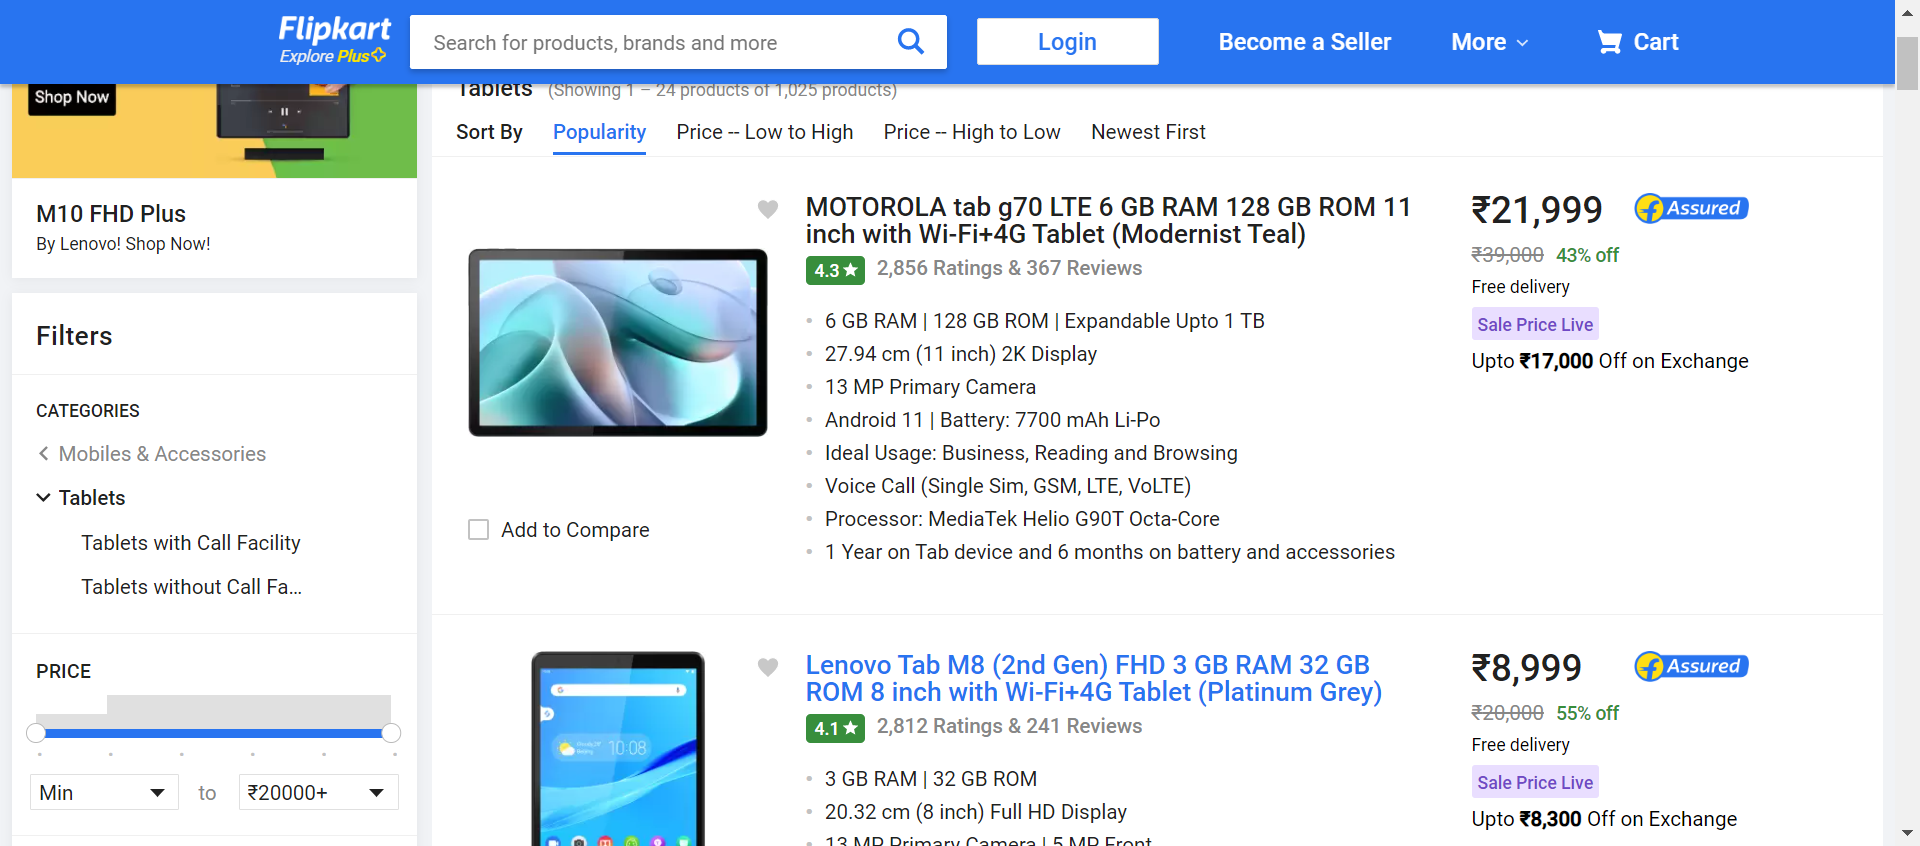 Flipkart
Explore Plus
Search for products, brands and more
Login
Become a Seller
More
Cart
Shop Now
M10 FHD Plus
By Lenovo! Shop Now!
Filters
CATEGORIES
Mobiles & Accessories
Tablets
Tablets with Call Facility
Tablets without Call Fa...
PRICE
Min
to
₹20000+
Tablets (Showing 1 – 24 products of 1,025 products)
Sort By Popularity Price -- Low to High Price -- High to Low Newest First
MOTOROLA tab g70 LTE 6 GB RAM 128 GB ROM 11
inch with Wi-Fi+4G Tablet (Modernist Teal)
4.3★ 2,856 Ratings & 367 Reviews
6 GB RAM | 128 GB ROM | Expandable Upto 1 TB
27.94 cm (11 inch) 2K Display
13 MP Primary Camera
Android 11 | Battery: 7700 mAh Li-Po
Ideal Usage: Business, Reading and Browsing
Voice Call (Single Sim, GSM, LTE, VoLTE)
Processor: MediaTek Helio G90T Octa-Core
1 Year on Tab device and 6 months on battery and accessories
Add to Compare
₹21,999
Assured
₹39,000 43% off
Free delivery
Sale Price Live
Upto ₹17,000 Off on Exchange
Lenovo Tab M8 (2nd Gen) FHD 3 GB RAM 32 GB
ROM 8 inch with Wi-Fi+4G Tablet (Platinum Grey)
4.1★ 2,812 Ratings & 241 Reviews
3 GB RAM | 32 GB ROM
20.32 cm (8 inch) Full HD Display
13 MP Primary Camera | 5 MP Front
10:08
₹8,999
Assured
₹20,000 55% off
Free delivery
Sale Price Live
Upto ₹8,300 Off on Exchange